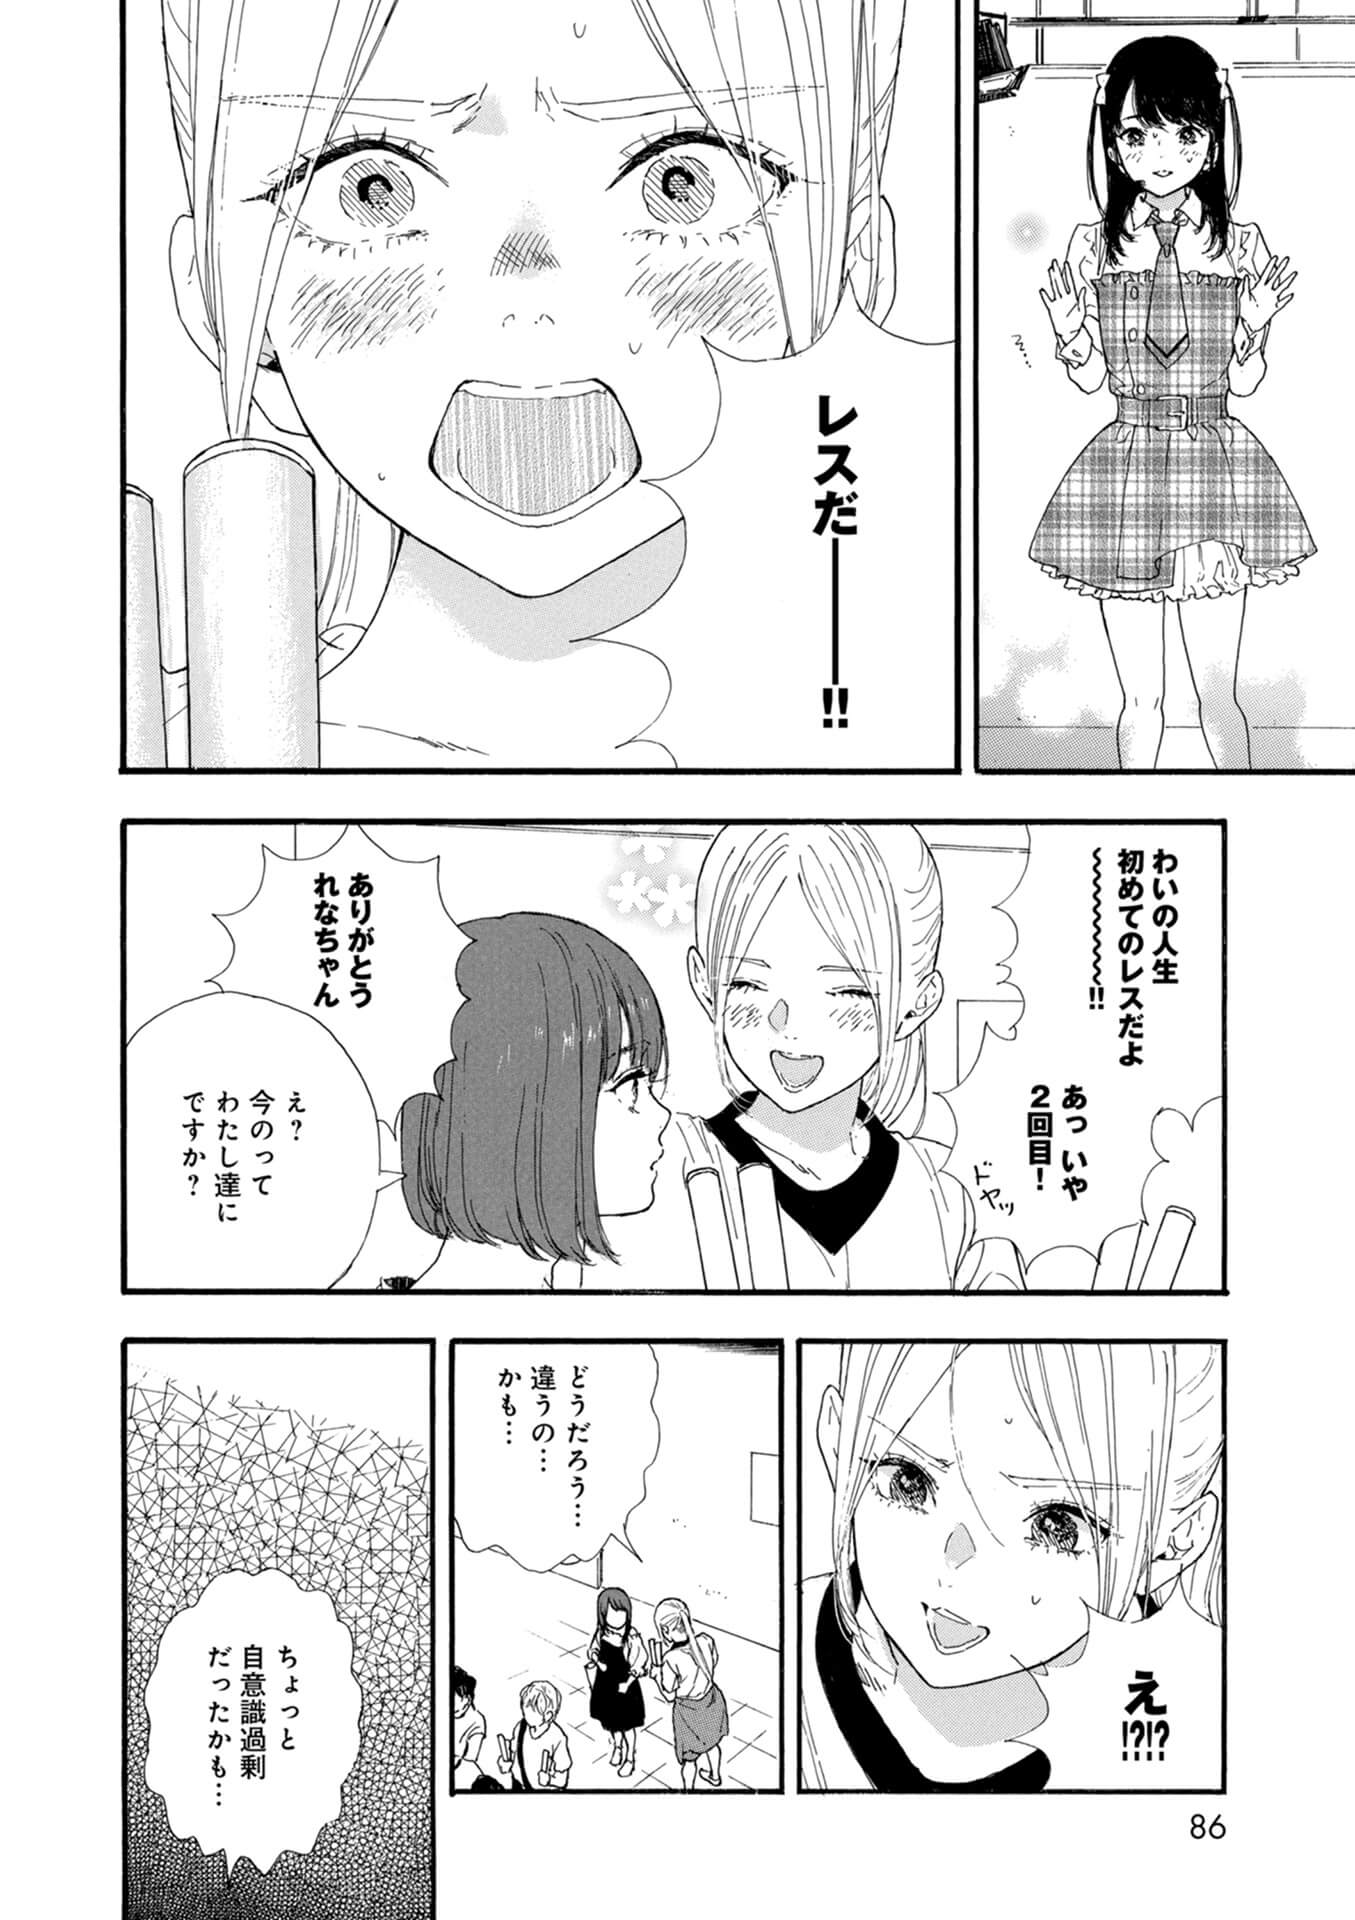 レスだ――――!!
わいの人生
初めてのレスだよ
〜〜〜〜〜!!
あっ いや
2回目!
ドヤッ
ありがとう
れなちゃん
え?
今のって
わたし達に
ですか?
え
!?!?
どうだろう…
違うの…
かも…
ちょっと
自意識過剰
だったかも…
86